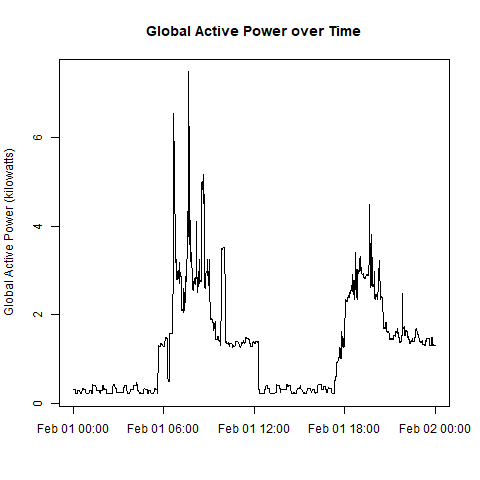 Global Active Power over Time
Global Active Power (kilowatts)
6
4
2
0
Feb 01 00:00 Feb 01 06:00 Feb 01 12:00 Feb 01 18:00 Feb 02 00:00